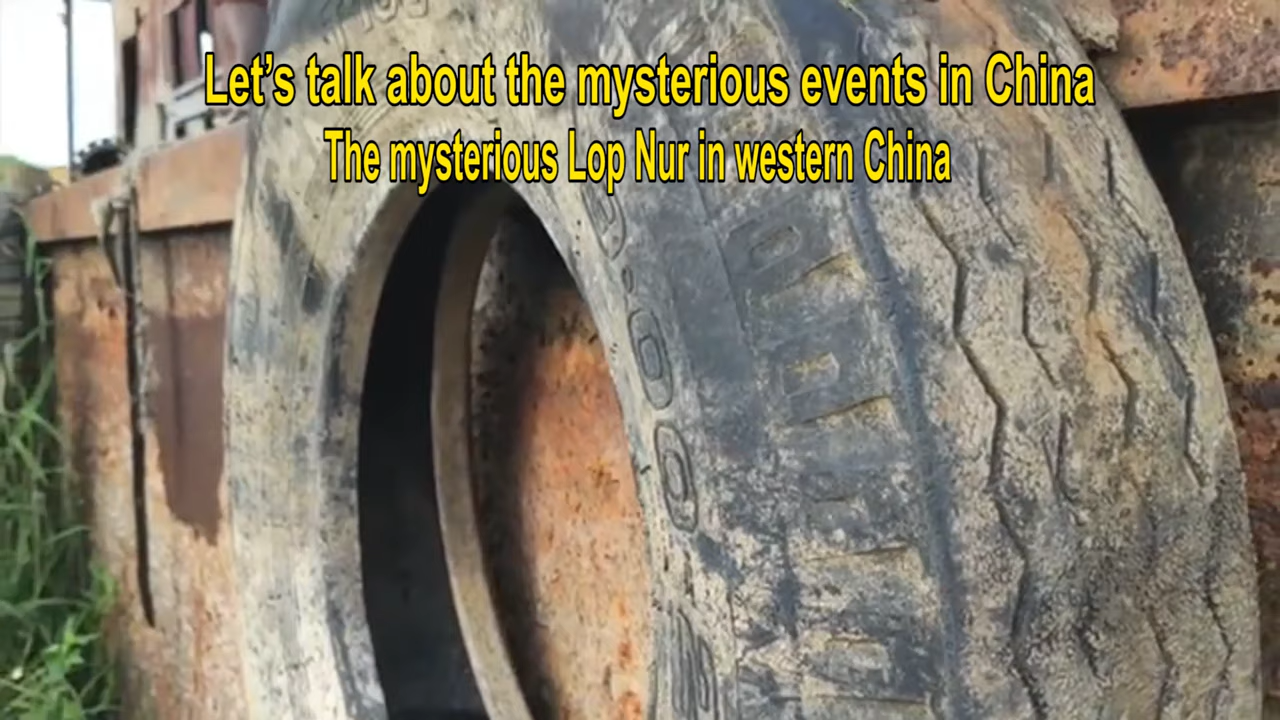 Let's talk about the mysterious events in China
The mysterious Lop Nur in western China